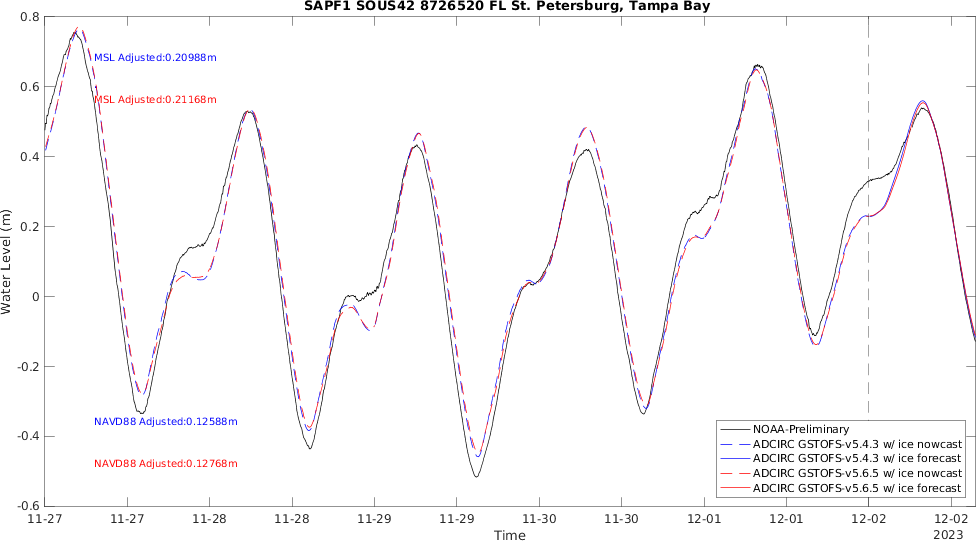 SAPF1 SOUS42 8726520 FL St. Petersburg, Tampa Bay
0.8
0.6
0.4
0.2
0
-0.2
-0.4
-0.6
Water Level (m)
MSL Adjusted:0.20988m
MSL Adjusted:0.21168m
NAVD88 Adjusted:0.12588m
NAVD88 Adjusted:0.12768m
NOAA-Preliminary
ADCIRC GSTOFS-v5.4.3 w/ ice nowcast
ADCIRC GSTOFS-v5.4.3 w/ ice forecast
ADCIRC GSTOFS-v5.6.5 w/ ice nowcast
ADCIRC GSTOFS-v5.6.5 w/ ice forecast
11-27 11-27 11-28 11-28 11-29 11-29 11-30 11-30 12-01 12-01 12-02 12-02
2023
Time